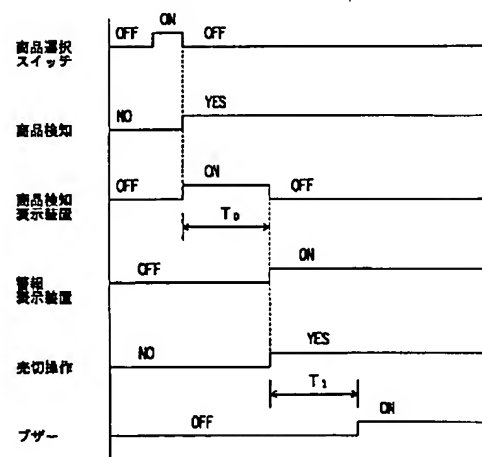 ON
OFF OFF
商品選択
スイッチ
NO YES
商品検知
ON
OFF OFF
商品検知
表示装置
T₀
OFF ON
警報
表示装置
NO YES
売切操作
T₁
OFF ON
ブザー